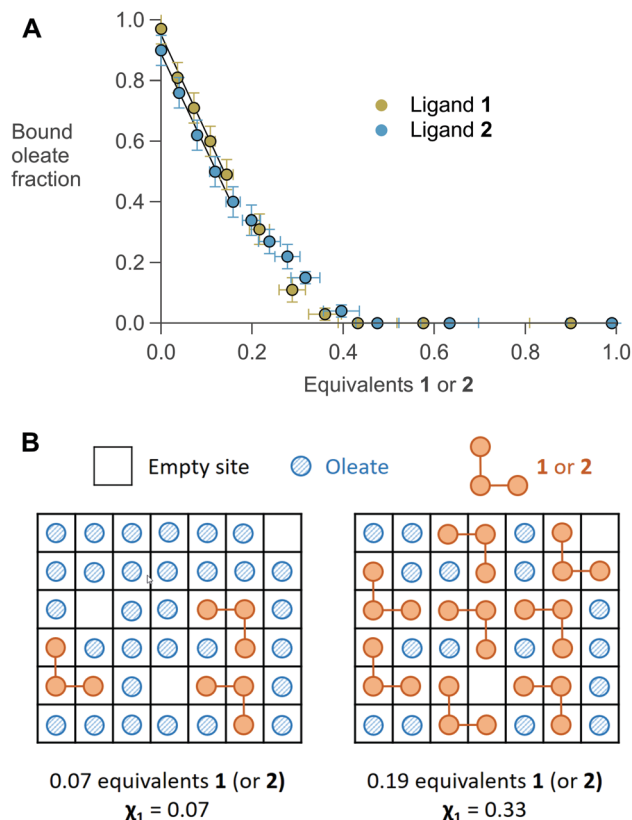 A
Bound
oleate
fraction
1.0
0.8
0.6
0.4
0.2
0.0
Ligand 1
Ligand 2
0.0 0.2 0.4 0.6 0.8 1.0
Equivalents 1 or 2
B
Empty site
Oleate
1 or 2
0.07 equivalents 1 (or 2)
χ₁ = 0.07
0.19 equivalents 1 (or 2)
χ₁ = 0.33